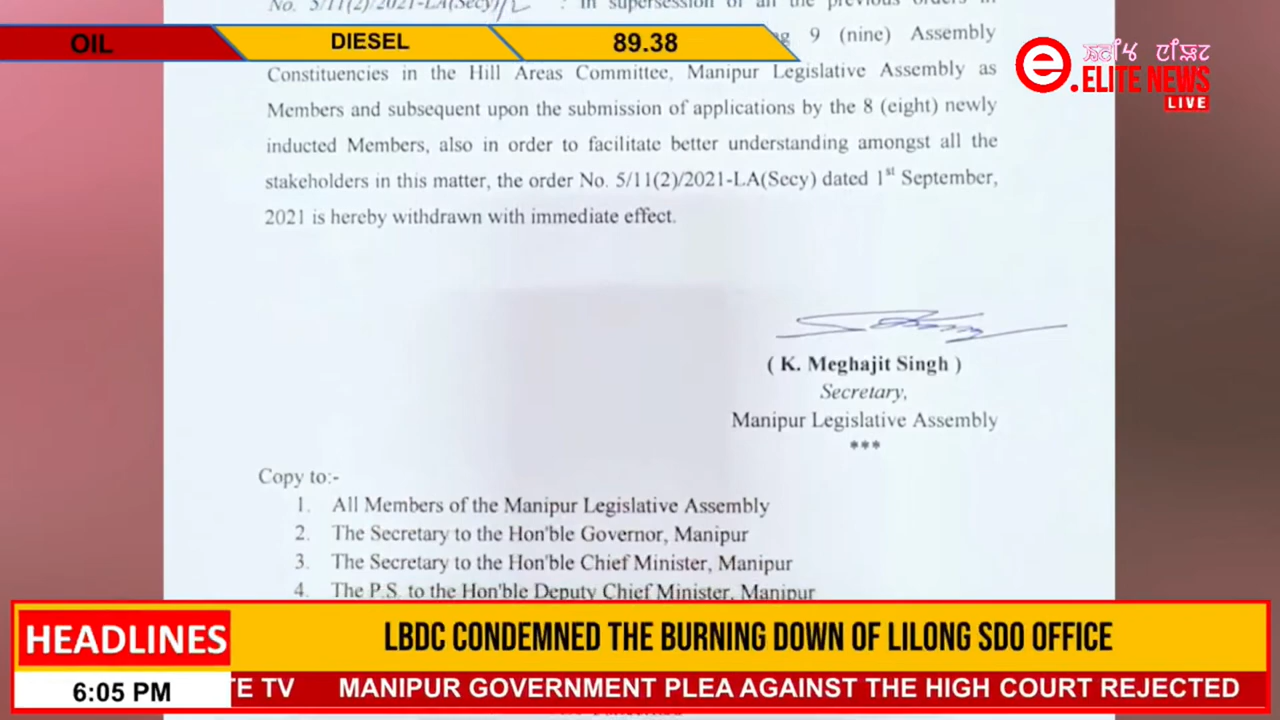 No. 5/11(2)/2021-LA(Secy) : In supersession of all the previous orders in
OIL DIESEL 89.38
9 (nine) Assembly
Constituencies in the Hill Areas Committee, Manipur Legislative Assembly as
Members and subsequent upon the submission of applications by the 8 (eight) newly
inducted Members, also in order to facilitate better understanding amongst all the
stakeholders in this matter, the order No. 5/11(2)/2021-LA(Secy) dated 1st September,
2021 is hereby withdrawn with immediate effect.
e.ELITE NEWS
LIVE
( K. Meghajit Singh )
Secretary,
Manipur Legislative Assembly
***
Copy to:-
1. All Members of the Manipur Legislative Assembly
2. The Secretary to the Hon'ble Governor, Manipur
3. The Secretary to the Hon'ble Chief Minister, Manipur
4. The P.S. to the Hon'ble Deputy Chief Minister, Manipur
HEADLINES
LBDC CONDEMNED THE BURNING DOWN OF LILONG SDO OFFICE
6:05 PM
TE TV MANIPUR GOVERNMENT PLEA AGAINST THE HIGH COURT REJECTED